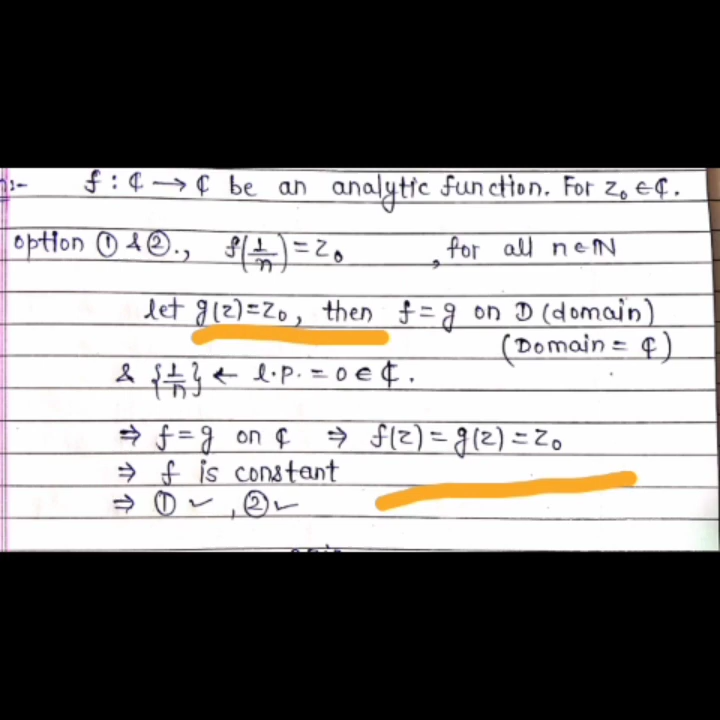 :- f : ₵ → ₵ be an analytic function. For z₀ ∈ ₵.
option ① & ②., f(1/n) = z₀ , for all n ∈ ℕ
let g(z) = z₀, then f = g on D (domain)
(Domain = ₵)
& {1/n} ← l.p. = 0 ∈ ₵.
⇒ f = g on ₵ ⇒ f(z) = g(z) = z₀
⇒ f is constant
⇒ ① ✓ , ② ✓